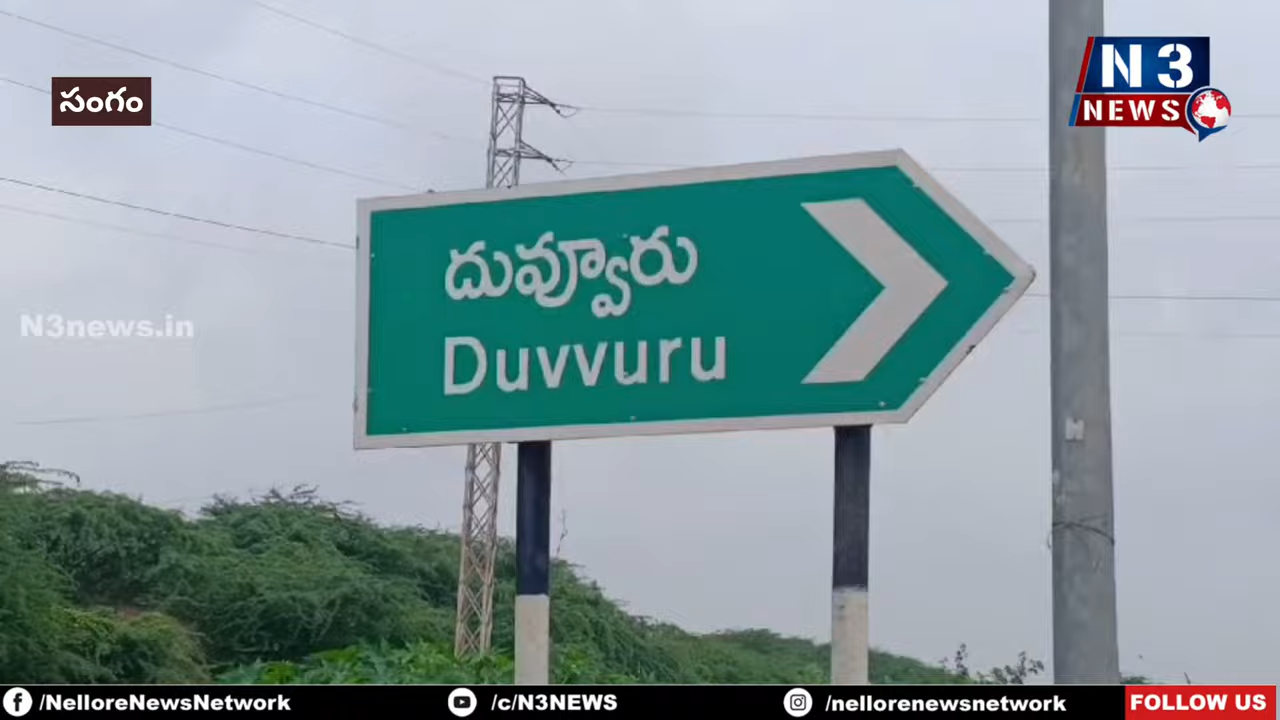 సంగం
N3
NEWS
దువ్వూరు
Duvvuru
N3news.in
/NelloreNewsNetwork
/c/N3NEWS
/nellorenewsnetwork
FOLLOW US